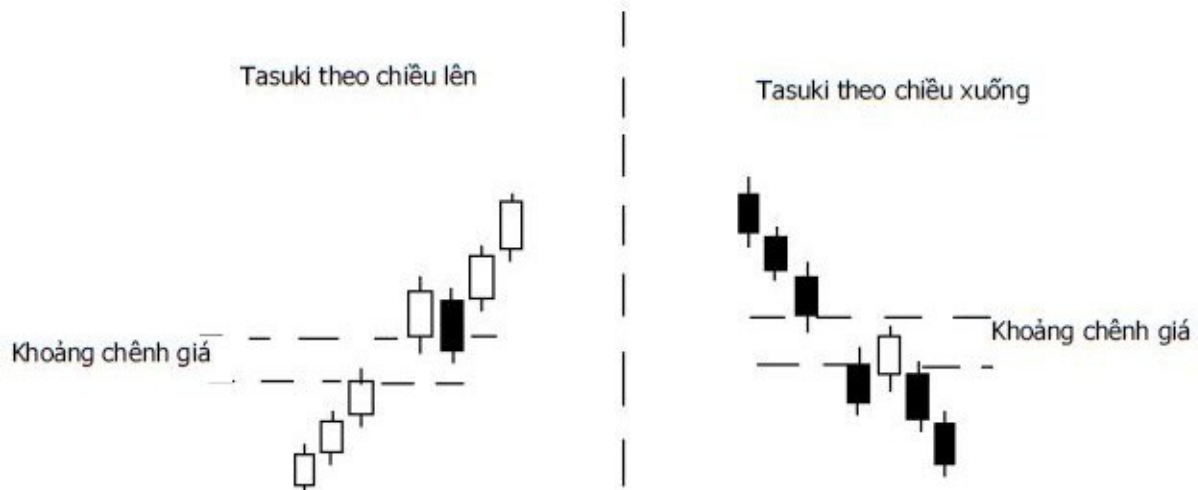 Tasuki theo chiều lên
Tasuki theo chiều xuống
Khoảng chênh giá
Khoảng chênh giá